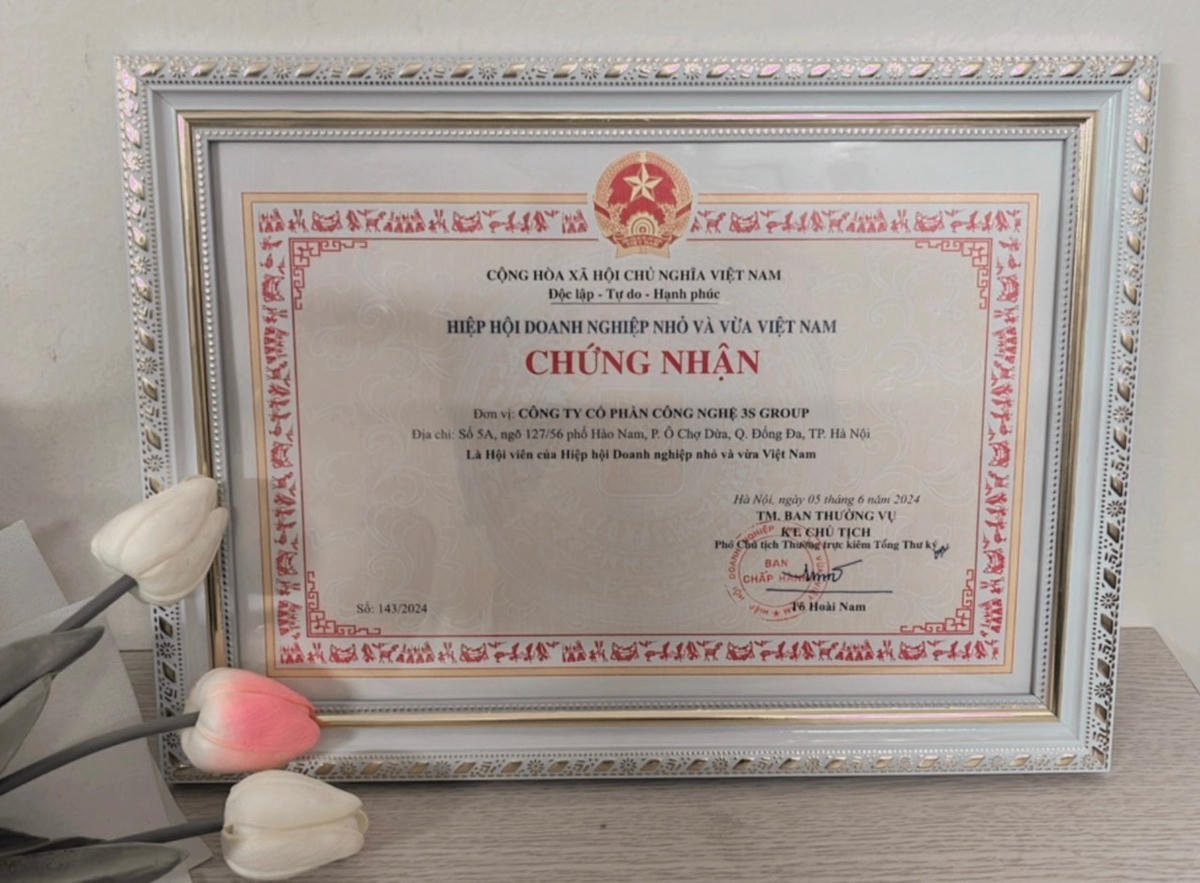 CỘNG HÒA XÃ HỘI CHỦ NGHĨA VIỆT NAM
Độc lập - Tự do - Hạnh phúc
HIỆP HỘI DOANH NGHIỆP NHỎ VÀ VỪA VIỆT NAM
CHỨNG NHẬN
Đơn vị: CÔNG TY CỔ PHẦN CÔNG NGHỆ 3S GROUP
Địa chỉ: Số 5A, ngõ 127/56 phố Hào Nam, P. Ô Chợ Dừa, Q. Đống Đa, TP. Hà Nội
Là Hội viên của Hiệp hội Doanh nghiệp nhỏ và vừa Việt Nam
Hà Nội, ngày 05 tháng 6 năm 2024
TM. BAN THƯỜNG VỤ
KT. CHỦ TỊCH
Phó Chủ tịch Thường trực kiêm Tổng Thư ký
BAN
CHẤP HÀNH
Tô Hoài Nam
Số: 143/2024